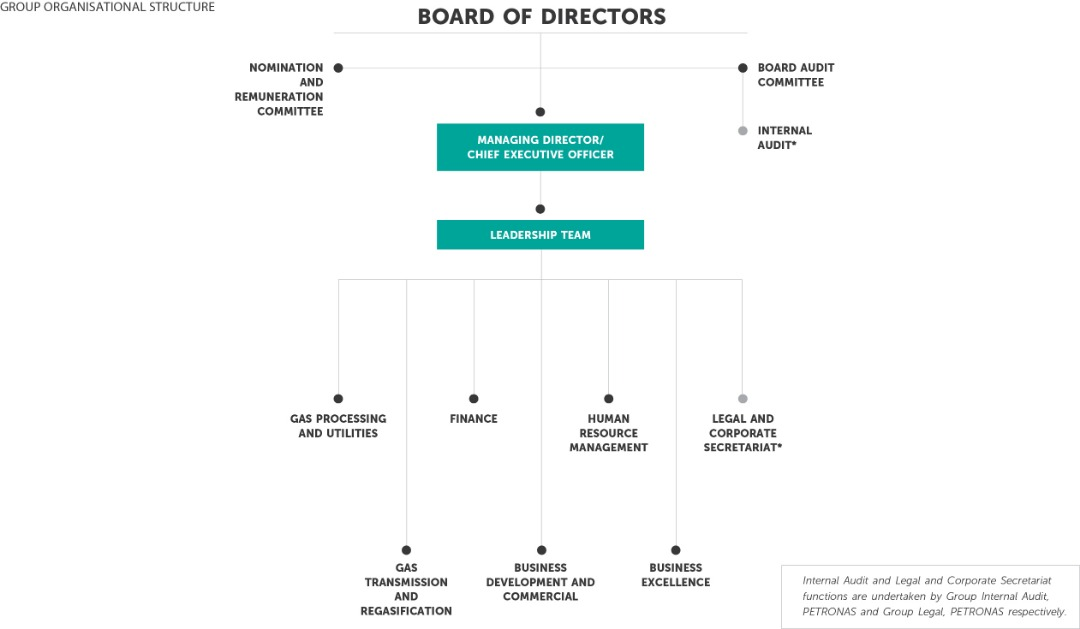 GROUP ORGANISATIONAL STRUCTURE
BOARD OF DIRECTORS
NOMINATION
AND
REMUNERATION
COMMITTEE
BOARD AUDIT
COMMITTEE
INTERNAL
AUDIT*
MANAGING DIRECTOR/
CHIEF EXECUTIVE OFFICER
LEADERSHIP TEAM
GAS PROCESSING
AND UTILITIES
FINANCE
HUMAN
RESOURCE
MANAGEMENT
LEGAL AND
CORPORATE
SECRETARIAT*
GAS
TRANSMISSION
AND
REGASIFICATION
BUSINESS
DEVELOPMENT AND
COMMERCIAL
BUSINESS
EXCELLENCE
Internal Audit and Legal and Corporate Secretariat
functions are undertaken by Group Internal Audit,
PETRONAS and Group Legal, PETRONAS respectively.